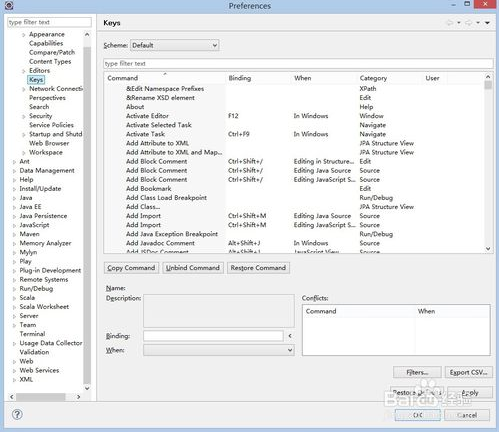 Preferences
type filter text
Appearance
Capabilities
Compare/Patch
Content Types
Editors
Keys
Network Connecti
Perspectives
Search
Security
Service Policies
Startup and Shutd
Web Browser
Workspace
Ant
Data Management
Help
Install/Update
Java
Java EE
Java Persistence
JavaScript
Maven
Memory Analyzer
Mylyn
Play
Plug-in Development
Remote Systems
Run/Debug
Scala
Scala Worksheet
Server
Team
Terminal
Usage Data Collector
Validation
Web
Web Services
XML
Keys
Scheme: Default
type filter text
Command Binding When Category User
&Edit Namespace Prefixes XPath
&Rename XSD element Edit
About Help
Activate Editor F12 In Windows Window
Activate Selected Task Navigate
Activate Task Ctrl+F9 In Windows Navigate
Add Attribute to XML JPA Structure View
Add Attribute to XML and Map... JPA Structure View
Add Block Comment Ctrl+Shift+/ Editing in Structure... Edit
Add Block Comment Ctrl+Shift+/ Editing Java Source Source
Add Block Comment Ctrl+Shift+/ Editing JavaScript S... Source
Add Bookmark Edit
Add Class Load Breakpoint Run/Debug
Add Class... JPA Structure View
Add Import Ctrl+Shift+M Editing Java Source Source
Add Import Ctrl+Shift+M Editing JavaScript S... Source
Add Java Exception Breakpoint Run/Debug
Add Javadoc Comment Alt+Shift+J In Windows Source
Add JSDoc Comment Alt+Shift+J JavaScript View Source
Copy Command Unbind Command Restore Command
Name:
Description:
Conflicts:
Command When
Binding:
When:
Filters... Export CSV...
Restore Defaults Apply
OK Cancel